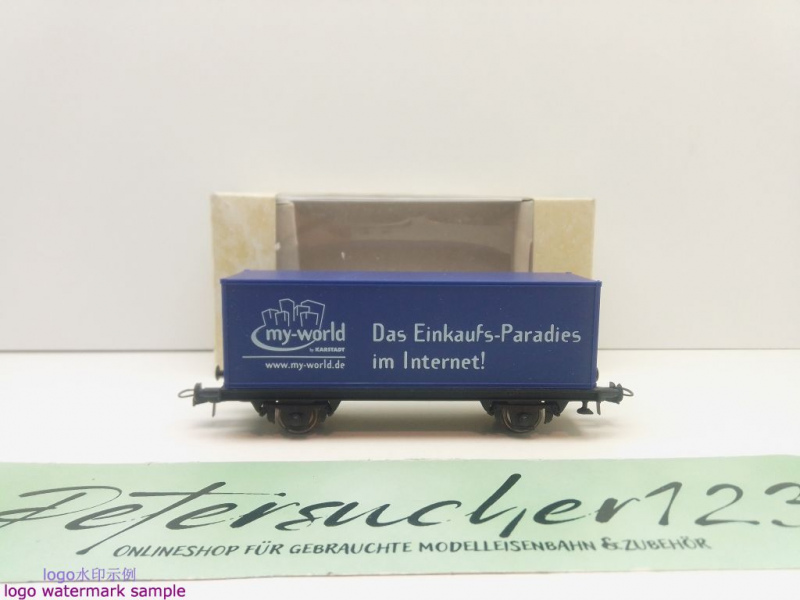 my-world
by KARSTADT
www.my-world.de
Das Einkaufs-Paradies
im Internet!
Petersucher123
ONLINESHOP FÜR GEBRAUCHTE MODELLEISENBAHN & ZUBEHÖR
logo水印示例
logo watermark sample